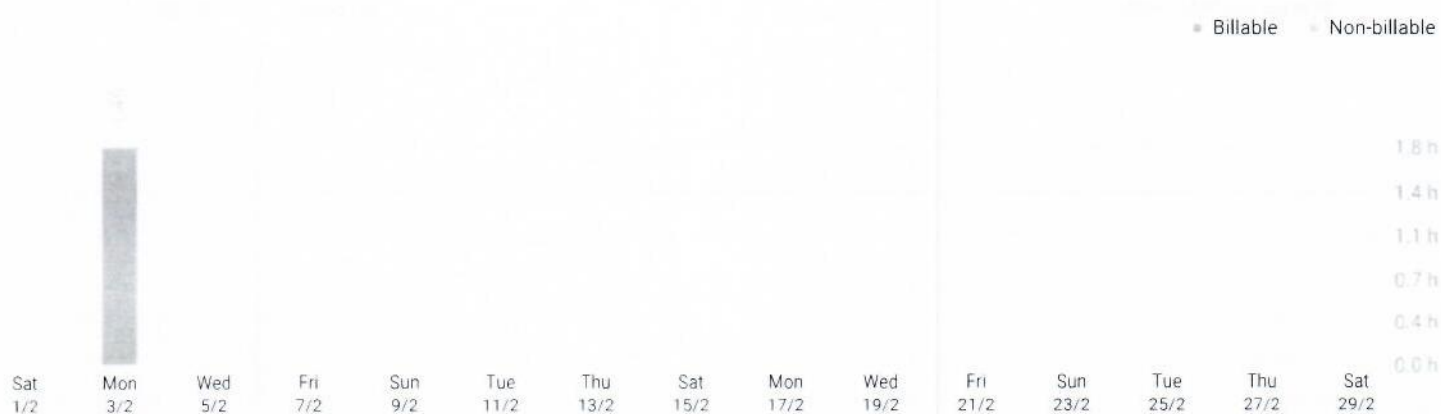 Billable Non-billable
1.8 h
1.4 h
1.1 h
0.7 h
0.4 h
0.0 h
Sat Mon Wed Fri Sun Tue Thu Sat Mon Wed Fri Sun Tue Thu Sat
1/2 3/2 5/2 7/2 9/2 11/2 13/2 15/2 17/2 19/2 21/2 23/2 25/2 27/2 29/2